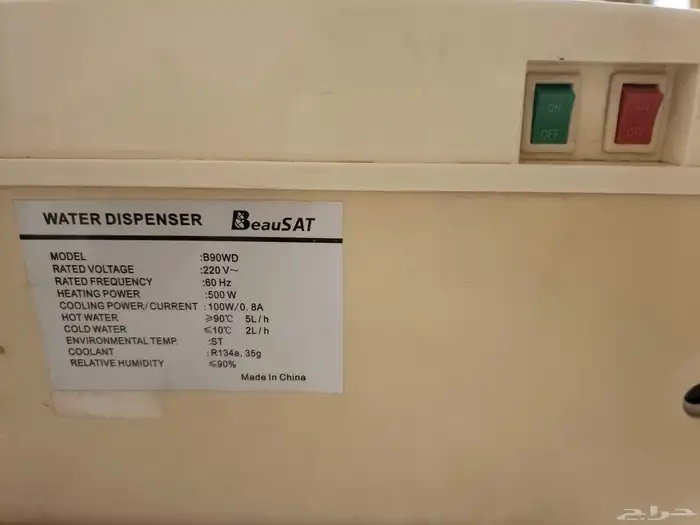 ON
OFF
OFF
WATER DISPENSER BeauSAT
MODEL :B90WD
RATED VOLTAGE :220 V~
RATED FREQUENCY :60 Hz
HEATING POWER :500 W
COOLING POWER/CURRENT : 100W/0. 8A
HOT WATER ≥90℃ 5L/h
COLD WATER ≤10℃ 2L/h
ENVIRONMENTAL TEMP. :ST
COOLANT : R134a, 35g
RELATIVE HUMIDITY ≤90%
Made In China
حراج